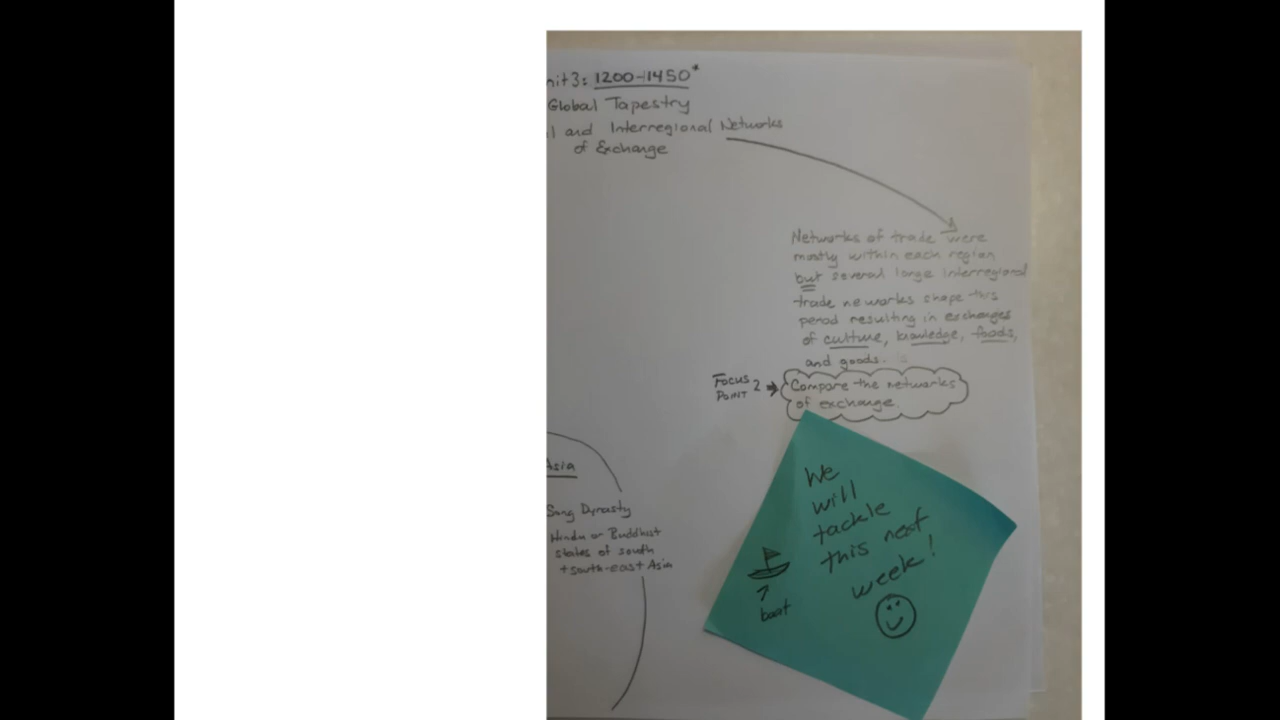 nit 3: 1200-1450*
Global Tapestry
l and Interregional Networks
of Exchange
Networks of trade were
mostly within each region
but several large interregional
trade neworks shape this
period resulting in exchanges
of culture, knowledge, foods,
and goods.
Focus
Point 2
Compare the networks
of exchange.
Asia
Song Dynasty
Hindu or Buddhist
states of south
+ south-east Asia
We
will
tackle
this next
week!
boat